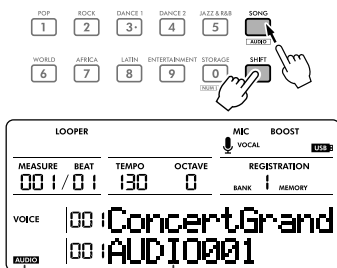 POP ROCK DANCE 1 DANCE 2 JAZZ & R&B SONG
1 2 3 4 5
AUDIO
WORLD AFRICA LATIN ENTERTAINMENT STORAGE SHIFT
6 7 8 9 0
NUM
LOOPER MIC BOOST
VOCAL USB
MEASURE BEAT TEMPO OCTAVE REGISTRATION
001/01 130 0 BANK 1 MEMORY
VOICE 001 ConcertGrand
AUDIO 001 AUDIO001